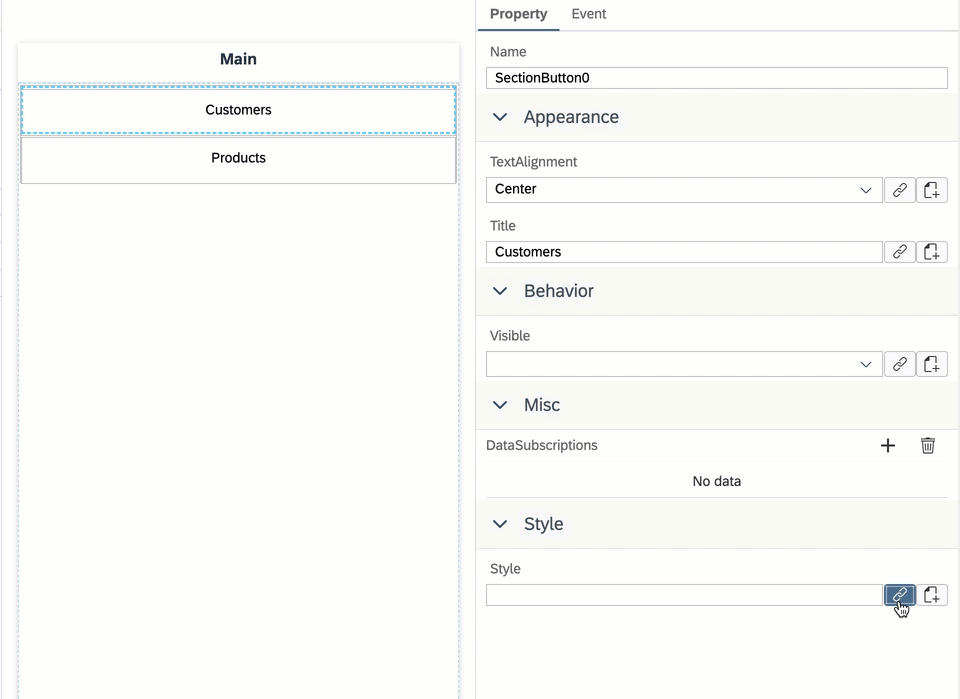 Main
Customers
Products
Property Event
Name
SectionButton0
Appearance
TextAlignment
Center
Title
Customers
Behavior
Visible
Misc
DataSubscriptions
No data
Style
Style